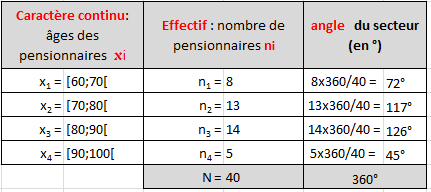 Caractère continu: âges des pensionnaires xi
Effectif : nombre de pensionnaires ni
angle du secteur (en °)
x1 = [60;70[ n1 = 8 8x360/40 = 72°
x2 = [70;80[ n2 = 13 13x360/40 = 117°
x3 = [80;90[ n3 = 14 14x360/40 = 126°
x4 = [90;100[ n4 = 5 5x360/40 = 45°
N = 40 360°